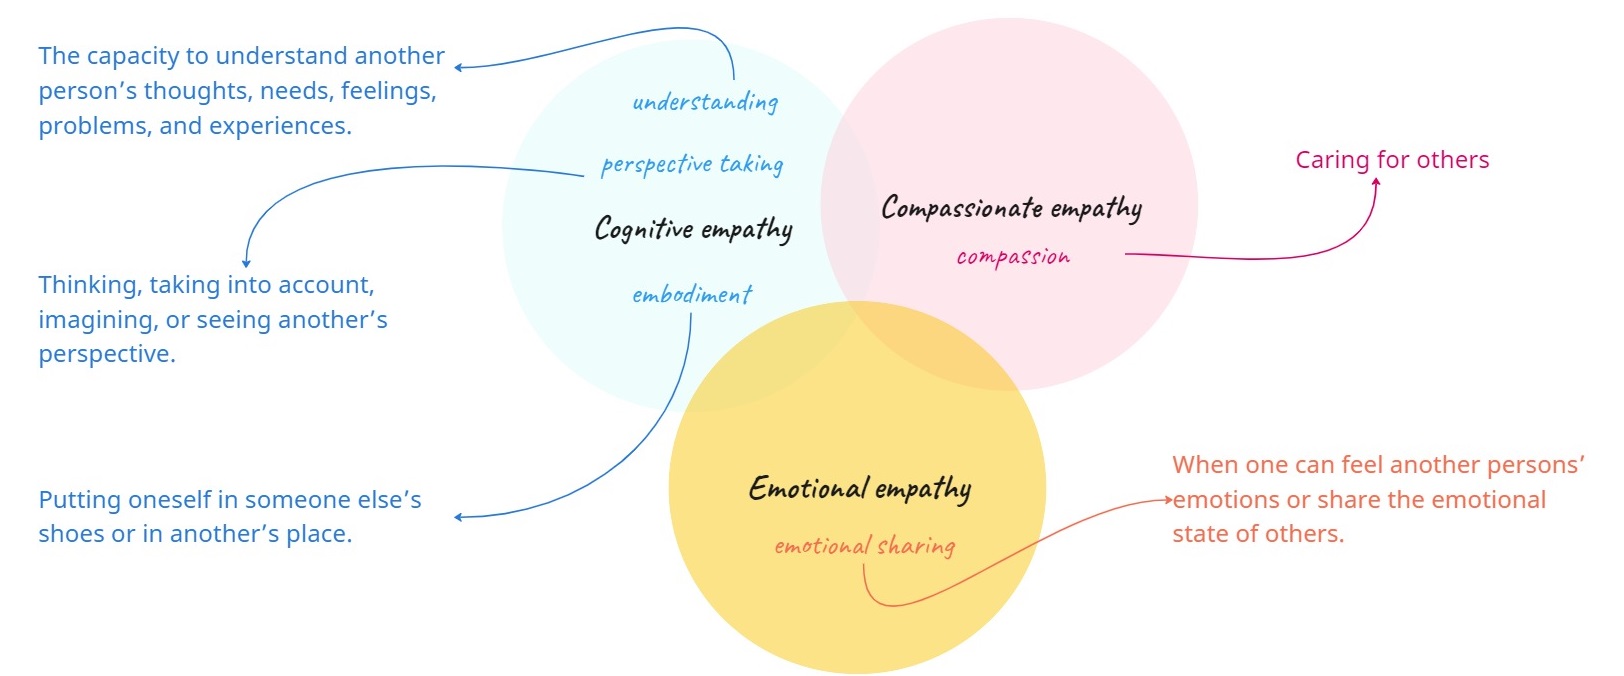 The capacity to understand another
person’s thoughts, needs, feelings,
problems, and experiences.
understanding
perspective taking
Cognitive empathy
embodiment
Thinking, taking into account,
imagining, or seeing another’s
perspective.
Putting oneself in someone else’s
shoes or in another’s place.
Compassionate empathy
compassion
Caring for others
Emotional empathy
emotional sharing
When one can feel another persons’
emotions or share the emotional
state of others.